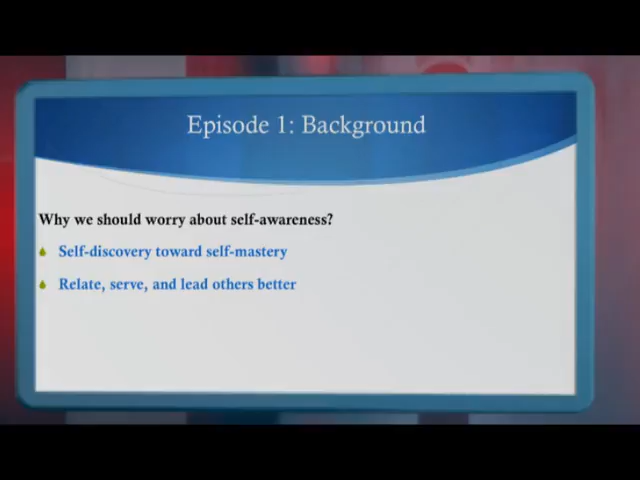 Episode 1: Background
Why we should worry about self-awareness?
Self-discovery toward self-mastery
Relate, serve, and lead others better